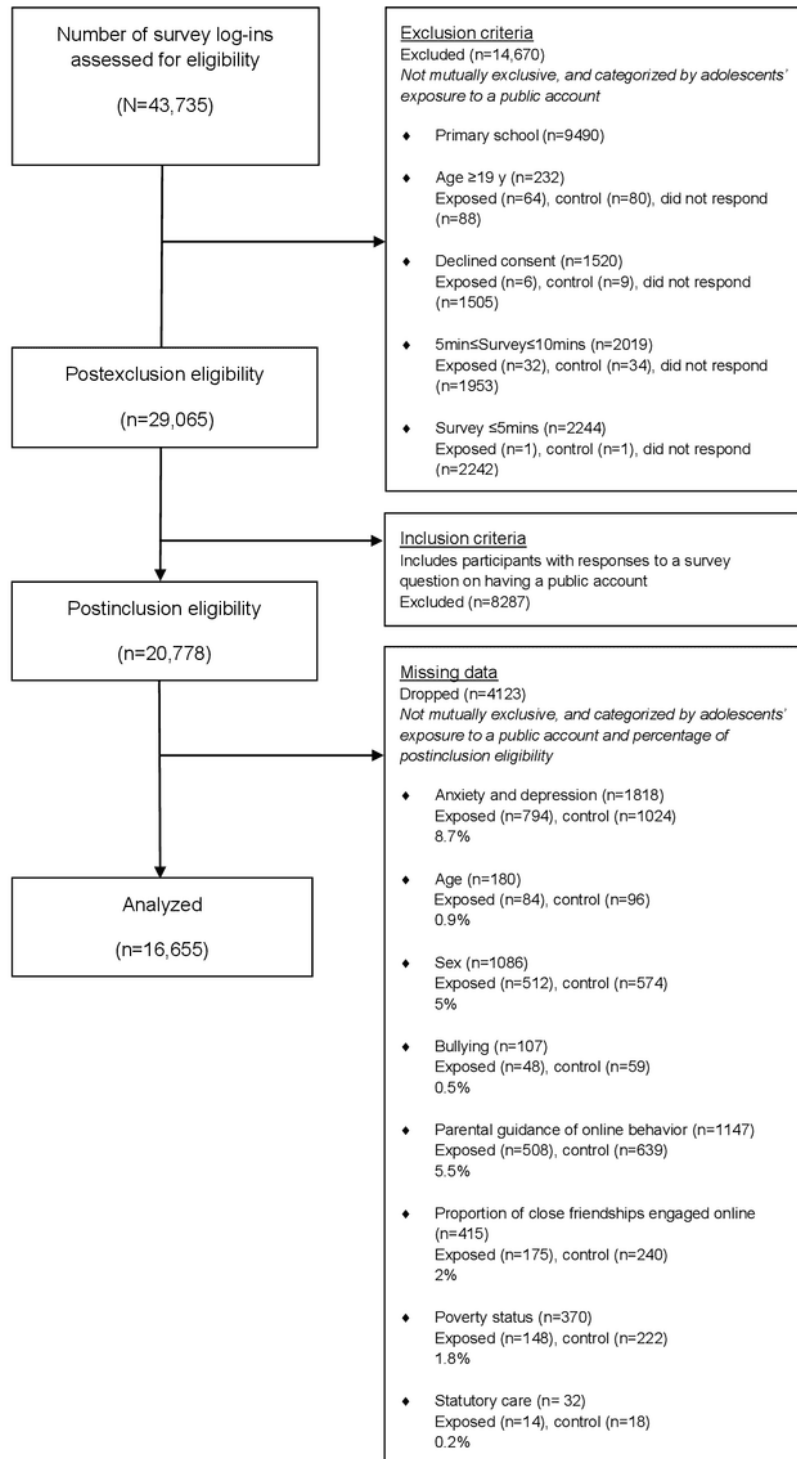 Number of survey log-ins
assessed for eligibility
(N=43,735)
Exclusion criteria
Excluded (n=14,670)
Not mutually exclusive, and categorized by adolescents'
exposure to a public account
♦ Primary school (n=9490)
♦ Age ≥19 y (n=232)
Exposed (n=64), control (n=80), did not respond
(n=88)
♦ Declined consent (n=1520)
Exposed (n=6), control (n=9), did not respond
(n=1505)
♦ 5min≤Survey≤10mins (n=2019)
Exposed (n=32), control (n=34), did not respond
(n=1953)
♦ Survey ≤5mins (n=2244)
Exposed (n=1), control (n=1), did not respond
(n=2242)
Postexclusion eligibility
(n=29,065)
Inclusion criteria
Includes participants with responses to a survey
question on having a public account
Excluded (n=8287)
Postinclusion eligibility
(n=20,778)
Missing data
Dropped (n=4123)
Not mutually exclusive, and categorized by adolescents'
exposure to a public account and percentage of
postinclusion eligibility
♦ Anxiety and depression (n=1818)
Exposed (n=794), control (n=1024)
8.7%
♦ Age (n=180)
Exposed (n=84), control (n=96)
0.9%
♦ Sex (n=1086)
Exposed (n=512), control (n=574)
5%
♦ Bullying (n=107)
Exposed (n=48), control (n=59)
0.5%
♦ Parental guidance of online behavior (n=1147)
Exposed (n=508), control (n=639)
5.5%
♦ Proportion of close friendships engaged online
(n=415)
Exposed (n=175), control (n=240)
2%
♦ Poverty status (n=370)
Exposed (n=148), control (n=222)
1.8%
♦ Statutory care (n= 32)
Exposed (n=14), control (n=18)
0.2%
Analyzed
(n=16,655)